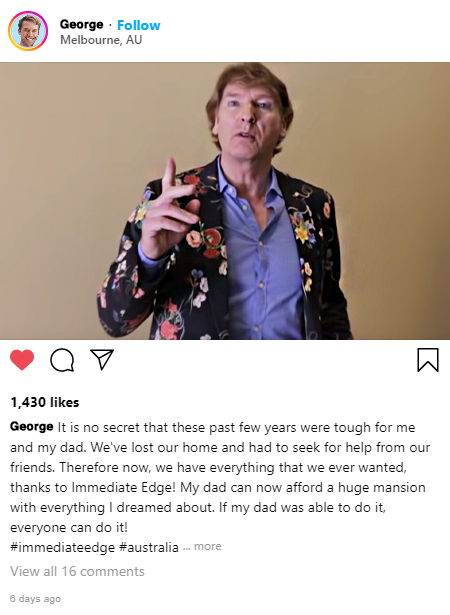 George · Follow
Melbourne, AU
1,430 likes
George It is no secret that these past few years were tough for me
and my dad. We've lost our home and had to seek for help from our
friends. Therefore now, we have everything that we ever wanted,
thanks to Immediate Edge! My dad can now afford a huge mansion
with everything I dreamed about. If my dad was able to do it,
everyone can do it!
#immediateedge #australia ... more
View all 16 comments
6 days ago